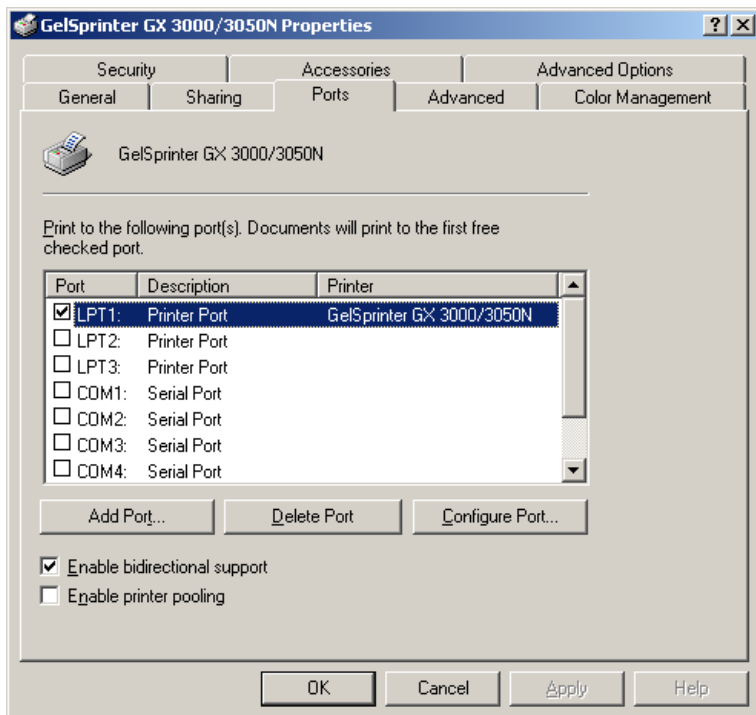 GelSprinter GX 3000/3050N Properties
Security Accessories Advanced Options
General Sharing Ports Advanced Color Management
GelSprinter GX 3000/3050N
Print to the following port(s). Documents will print to the first free
checked port.
Port Description Printer
LPT1: Printer Port GelSprinter GX 3000/3050N
LPT2: Printer Port
LPT3: Printer Port
COM1: Serial Port
COM2: Serial Port
COM3: Serial Port
COM4: Serial Port
Add Port... Delete Port Configure Port...
Enable bidirectional support
Enable printer pooling
OK Cancel Apply Help